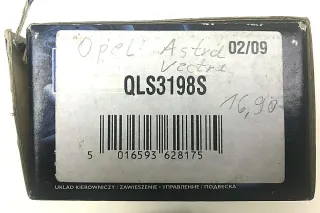 "Opel Astra 02/09
Vectra
QLS3198S
16,90
5 016593 628175
UKŁAD KIEROWNICZY / ZAWIESZENIE • УПРАВЛЕНИЕ / ПОДВЕСКА